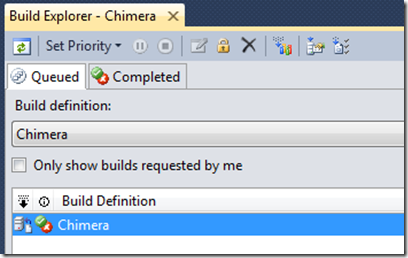 Build Explorer - Chimera
Set Priority
Queued
Completed
Build definition:
Chimera
Only show builds requested by me
Build Definition
Chimera